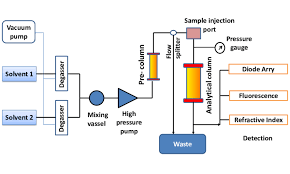 Vacuum
pump
Solvent 1
Degasser
Solvent 2
Degasser
Mixing
vassel
High
pressure
pump
Pre- column
Flow
splitter
Sample injection
port
Pressure
gauge
Analytical column
Diode Arry
Fluorescence
Refractive Index
Detection
Waste